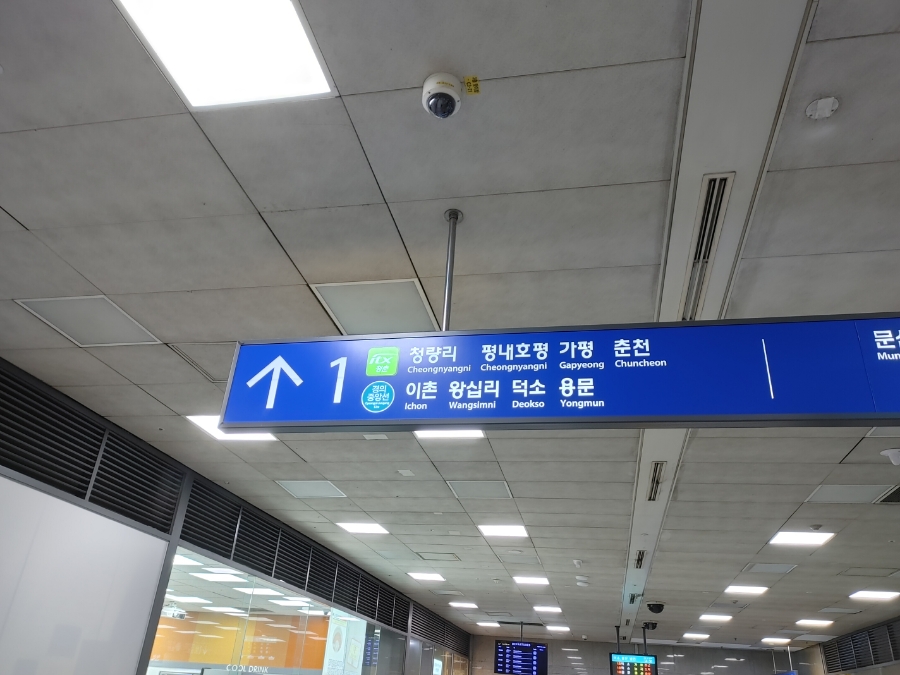 1
ITX
청춘
청량리 평내호평 가평 춘천
Cheongnyangni Cheongnyangni Gapyeong Chuncheon
경의
중앙선
이촌 왕십리 덕소 용문
Ichon Wangsimni Deokso Yongmun
문산
Mun
COOL DRINK